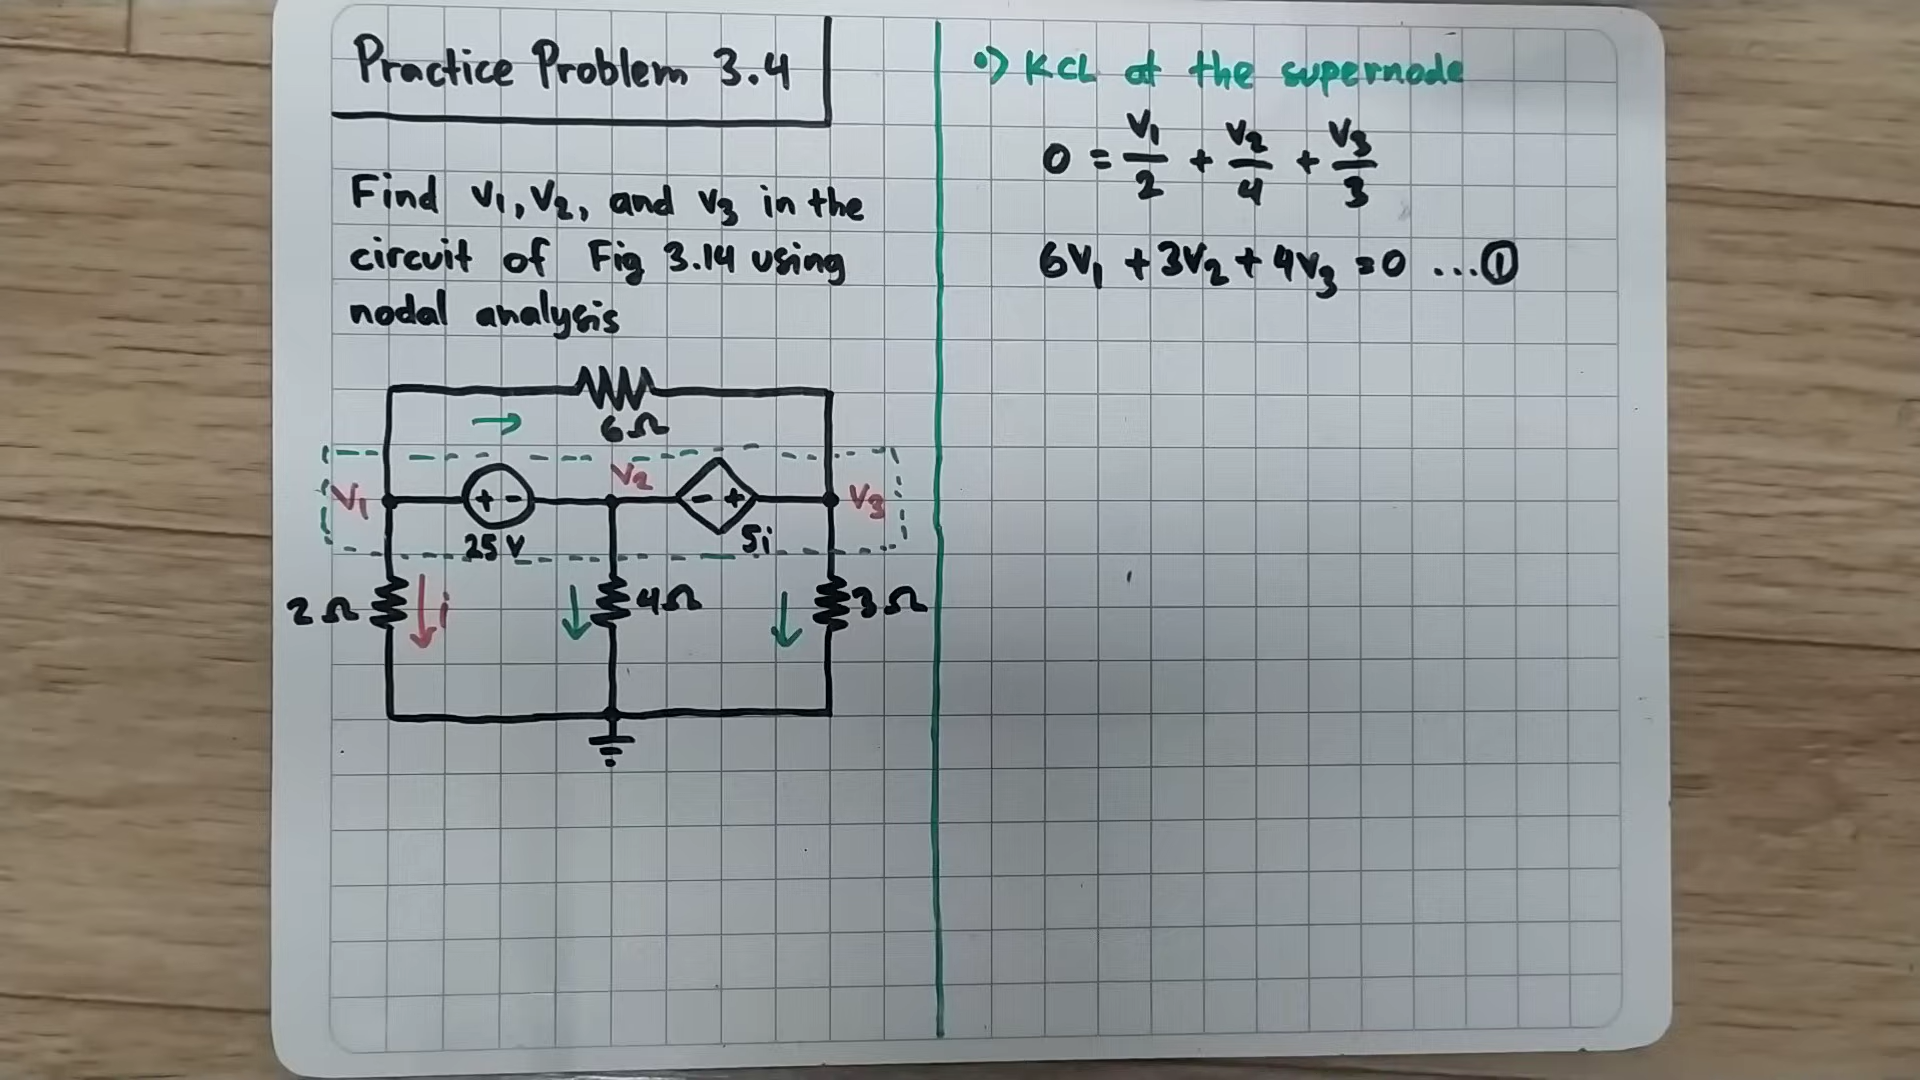 Practice Problem 3.4
Find V1, V2, and V3 in the
circuit of Fig 3.14 using
nodal analysis
6Ω
V1
+ -
V2
- +
V3
25 V
5i
2Ω
i
4Ω
3Ω
•) KCL at the supernode
0 = V1/2 + V2/4 + V3/3
6V1 + 3V2 + 4V3 = 0 ...①